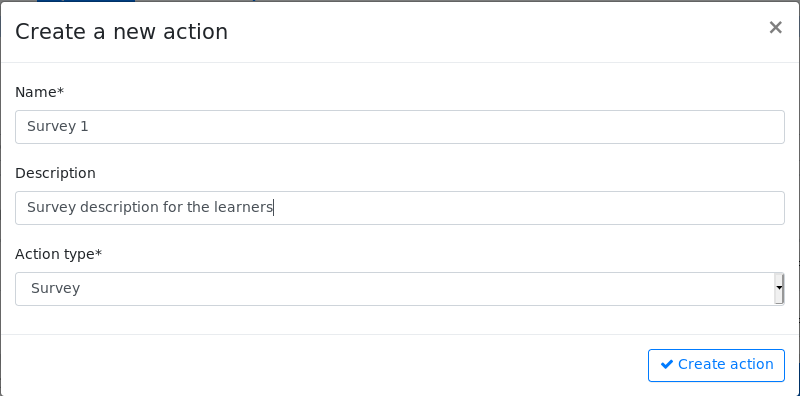 Create a new action
×
Name*
Survey 1
Description
Survey description for the learners
Action type*
Survey
Create action